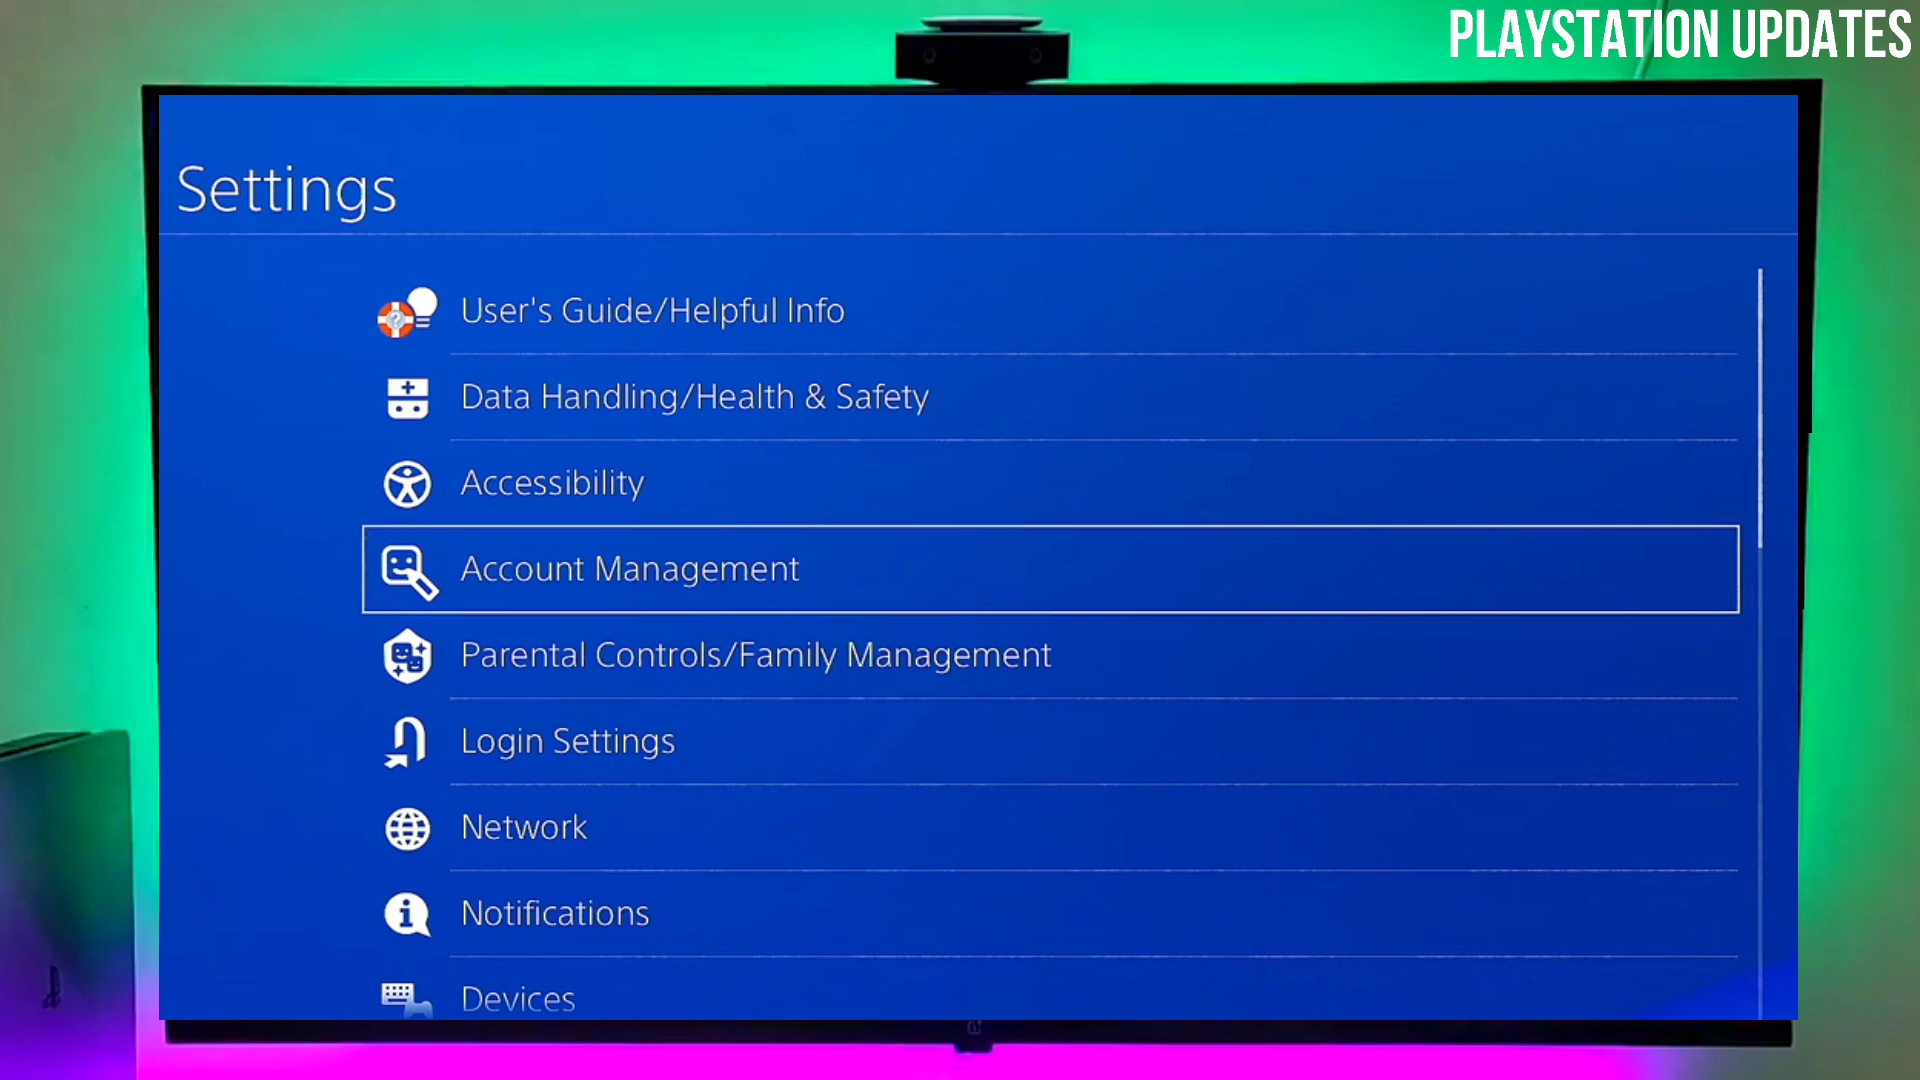 PLAYSTATION UPDATES
Settings
User's Guide/Helpful Info
Data Handling/Health & Safety
Accessibility
Account Management
Parental Controls/Family Management
Login Settings
Network
Notifications
Devices